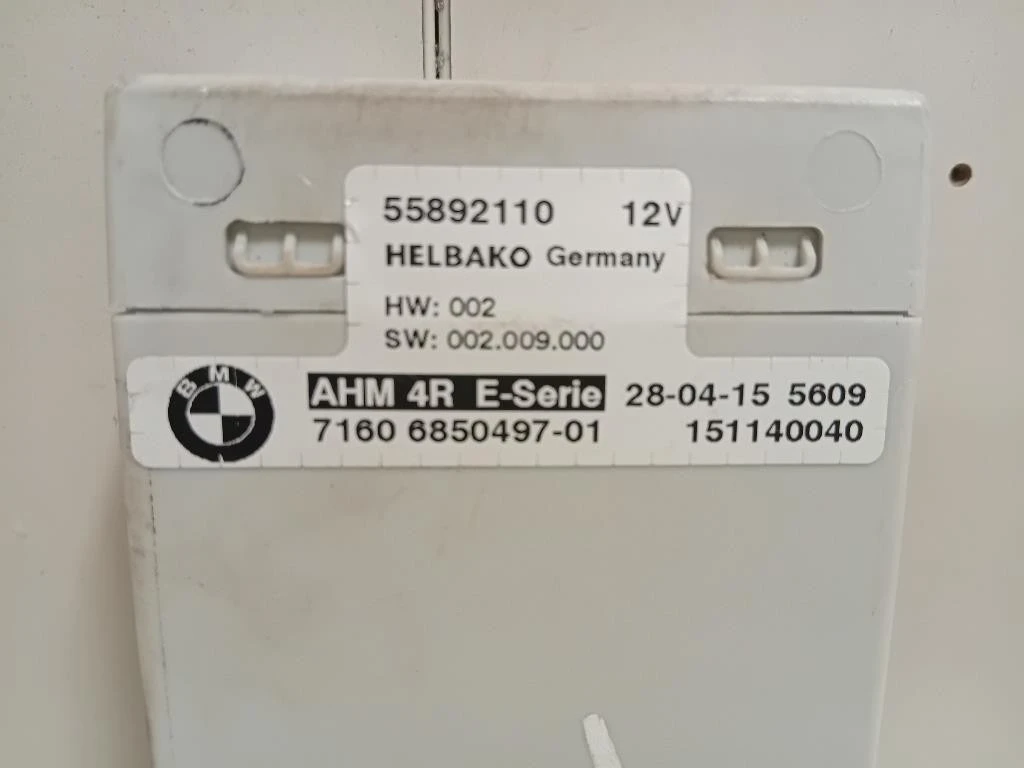 55892110 12V
HELBAKO Germany
HW: 002
SW: 002.009.000
BMW
AHM 4R E-Serie 28-04-15 5609
7160 6850497-01 151140040